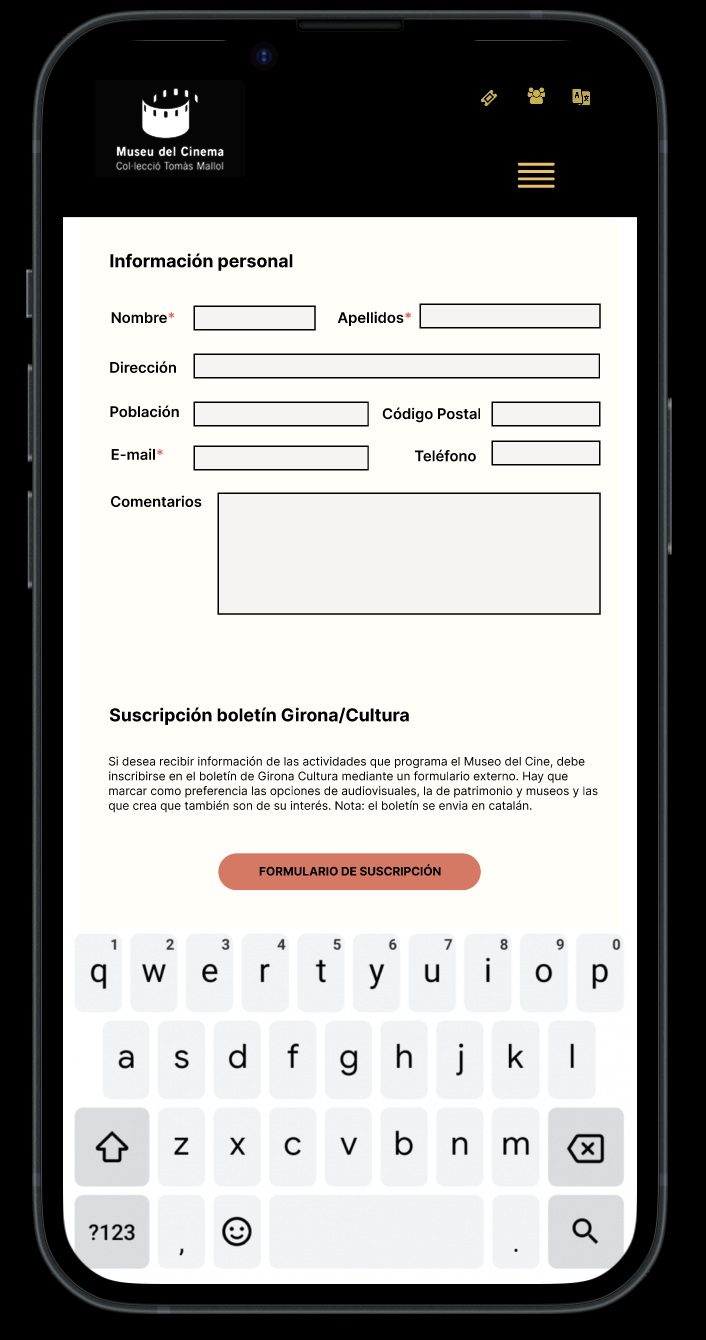 Museu del Cinema
Col·lecció Tomàs Mallol
Información personal
Nombre* Apellidos*
Dirección
Población Código Postal
E-mail* Teléfono
Comentarios
Suscripción boletín Girona/Cultura
Si desea recibir información de las actividades que programa el Museo del Cine, debe
inscribirse en el boletín de Girona Cultura mediante un formulario externo. Hay que
marcar como preferencia las opciones de audiovisuales, la de patrimonio y museos y las
que crea que también son de su interés. Nota: el boletín se envia en catalán.
FORMULARIO DE SUSCRIPCIÓN
1 2 3 4 5 6 7 8 9 0
q w e r t y u i o p
a s d f g h j k l
z x c v b n m
?123 , .